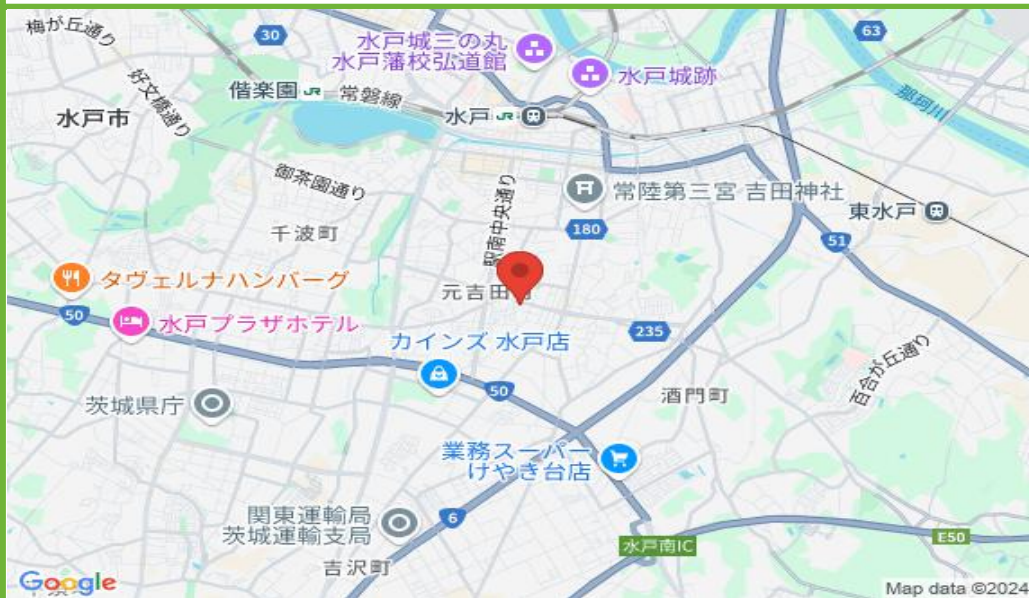 梅が丘通り
30
63
水戸城三の丸
水戸藩校弘道館
水戸城跡
好文橋通り
偕楽園 JR
常磐線
水戸 JR
水戸市
那珂川
御茶園通り
駅南中央通り
常陸第三宮 吉田神社
東水戸
180
千波町
51
タヴェルナハンバーグ
元吉田
50
水戸プラザホテル
235
カインズ 水戸店
百合が丘通り
50
酒門町
茨城県庁
業務スーパー
けやき台店
関東運輸局
茨城運輸支局
6
水戸南IC
E50
吉沢町
Google
Map data ©2024